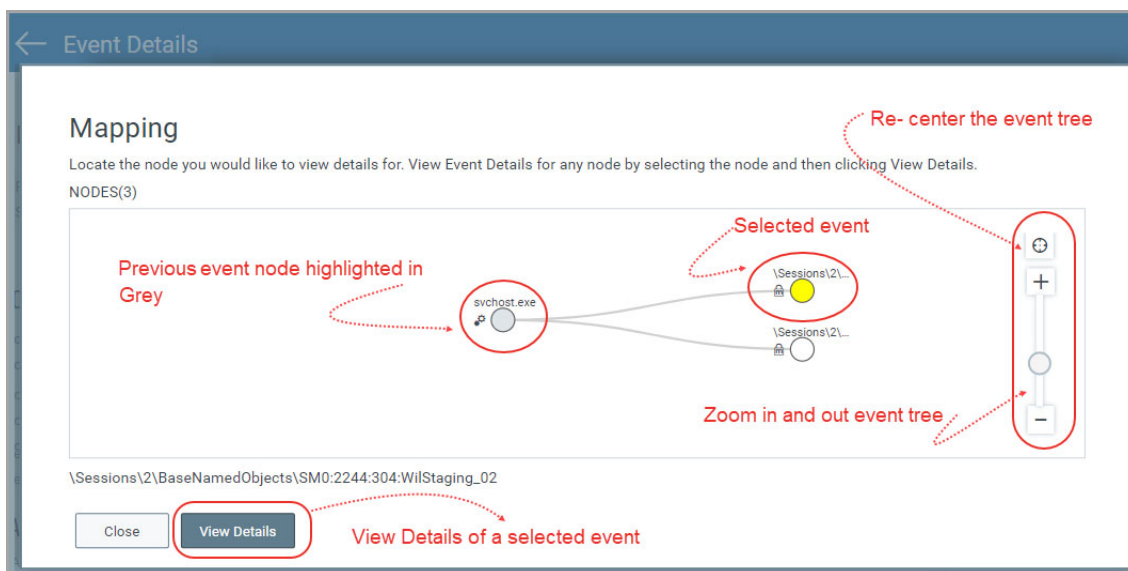 Event Details
Mapping
Re- center the event tree
Locate the node you would like to view details for. View Event Details for any node by selecting the node and then clicking View Details.
NODES(3)
Selected event
Previous event node highlighted in
Grey
\Sessions\2\...
svchost.exe
\Sessions\2\...
Zoom in and out event tree
\Sessions\2\BaseNamedObjects\SM0:2244:304:WilStaging_02
Close
View Details
View Details of a selected event